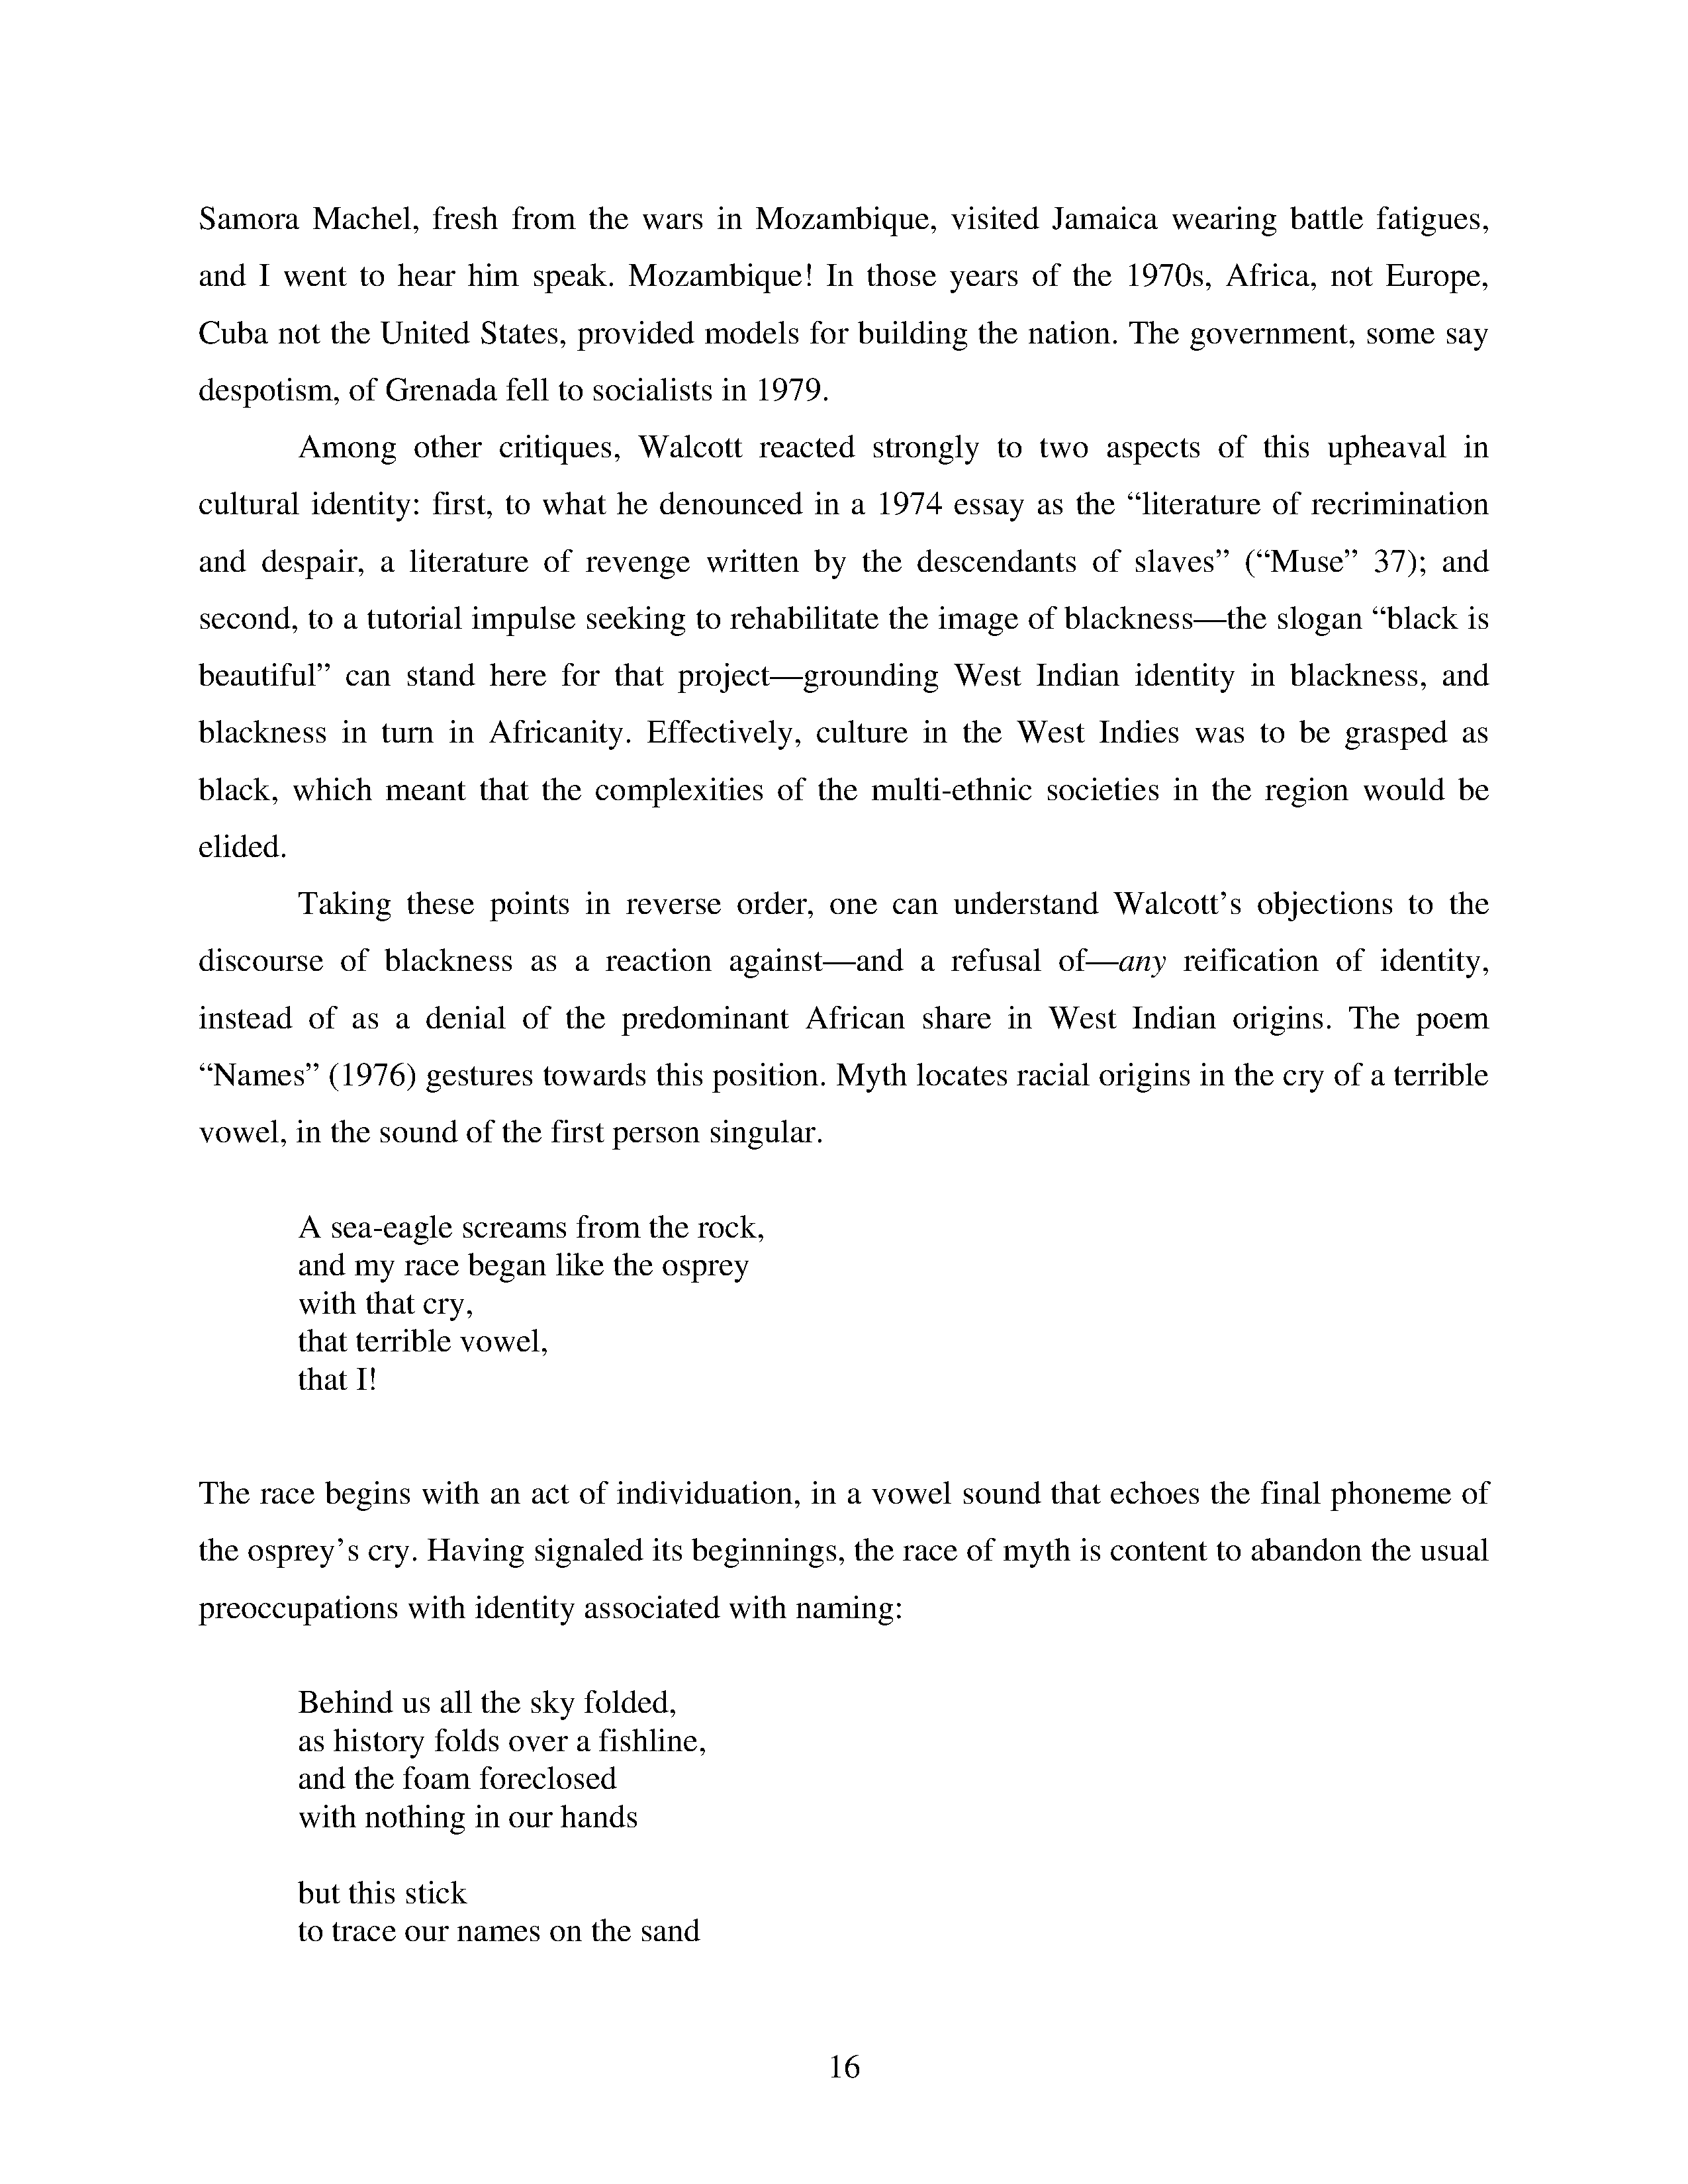 Samora Machel, fresh from the wars in Mozambique, visited Jamaica wearing battle fatigues,
and I went to hear him speak. Mozambique! In those years of the 1970s, Africa, not Europe,
Cuba not the United States, provided models for building the nation. The government, some say
despotism, of Grenada fell to socialists in 1979.
Among other critiques, Walcott reacted strongly to two aspects of this upheaval in
cultural identity: first, to what he denounced in a 1974 essay as the “literature of recrimination
and despair, a literature of revenge written by the descendants of slaves” (“Muse” 37); and
second, to a tutorial impulse seeking to rehabilitate the image of blackness—the slogan “black is
beautiful” can stand here for that project—grounding West Indian identity in blackness, and
blackness in turn in Africanity. Effectively, culture in the West Indies was to be grasped as
black, which meant that the complexities of the multi-ethnic societies in the region would be
elided.
Taking these points in reverse order, one can understand Walcott’s objections to the
discourse of blackness as a reaction against—and a refusal of—any reification of identity,
instead of as a denial of the predominant African share in West Indian origins. The poem
“Names” (1976) gestures towards this position. Myth locates racial origins in the cry of a terrible
vowel, in the sound of the first person singular.
A sea-eagle screams from the rock,
and my race began like the osprey
with that cry,
that terrible vowel,
that I!
The race begins with an act of individuation, in a vowel sound that echoes the final phoneme of
the osprey’s cry. Having signaled its beginnings, the race of myth is content to abandon the usual
preoccupations with identity associated with naming:
Behind us all the sky folded,
as history folds over a fishline,
and the foam foreclosed
with nothing in our hands
but this stick
to trace our names on the sand
16